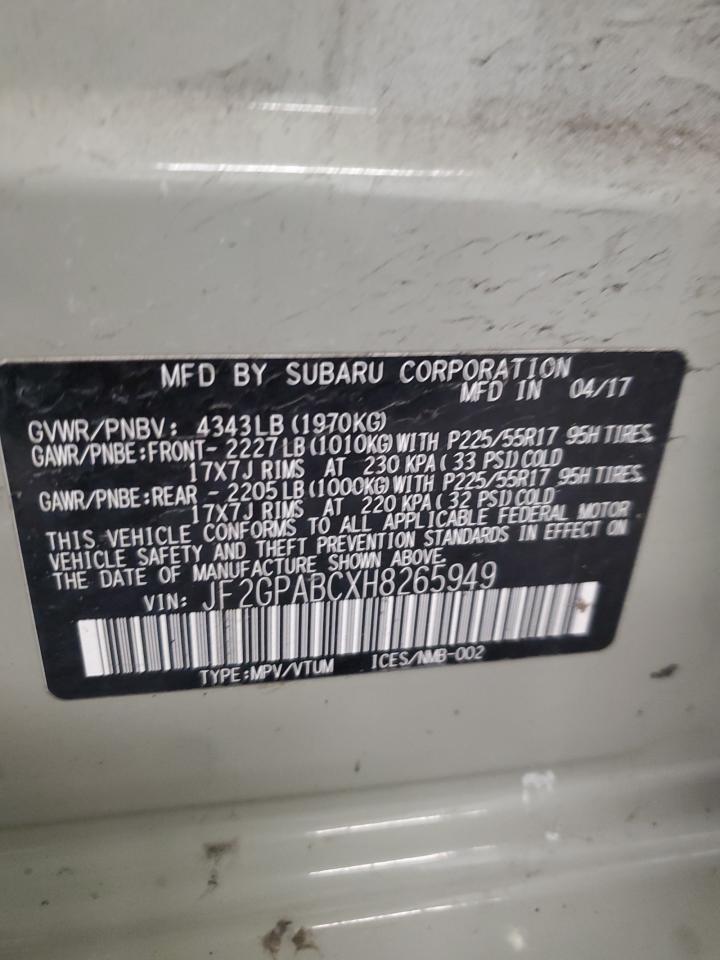 MFD BY SUBARU CORPORATION
MFD IN 04/17
GVWR/PNBV: 4343LB (1970KG)
GAWR/PNBE:FRONT- 2227LB (1010KG) WITH P225/55R17 95H TIRES,
17X7J RIMS AT 230 KPA (33 PSI) COLD
GAWR/PNBE:REAR - 2205LB (1000KG) WITH P225/55R17 95H TIRES,
17X7J RIMS AT 220 KPA (32 PSI) COLD
THIS VEHICLE CONFORMS TO ALL APPLICABLE FEDERAL MOTOR
VEHICLE SAFETY AND THEFT PREVENTION STANDARDS IN EFFECT ON
THE DATE OF MANUFACTURE SHOWN ABOVE.
VIN: JF2GPABCXH8265949
TYPE:MPV/VTUM ICES/NMB-002